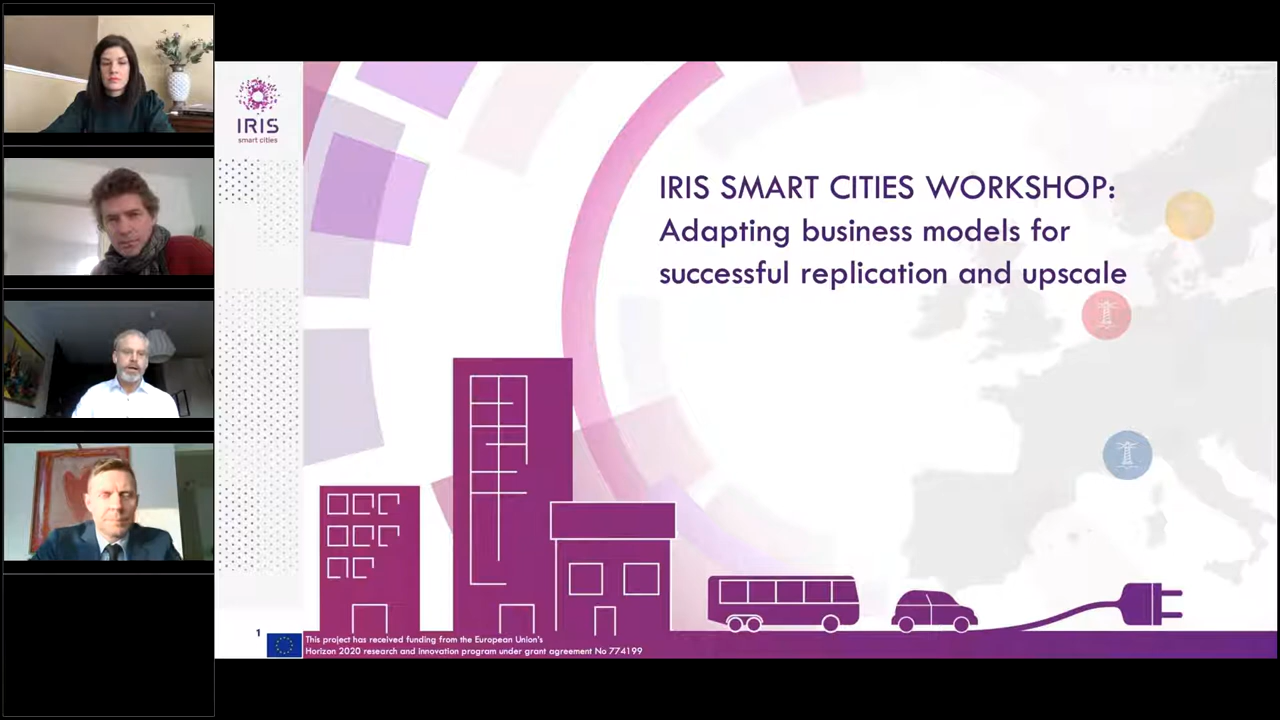 IRIS
smart cities
IRIS SMART CITIES WORKSHOP:
Adapting business models for
successful replication and upscale
1
This project has received funding from the European Union's
Horizan 2020 research and innovation program under grant agreement No 774199